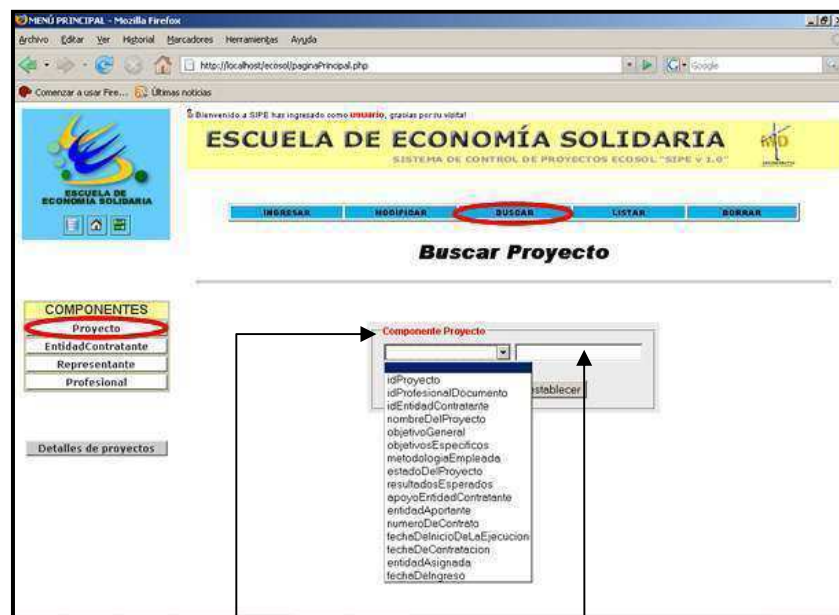 MENÚ PRINCIPAL - Mozilla Firefox
Archivo Editar Ver Historial Marcadores Herramientas Ayuda
http://localhost/ecosol/paginaPrincipal.php
Google
Comenzar a usar Fire... Últimas noticias
Bienvenido a SIPE has ingresado como usuario, gracias por tu visita!
ESCUELA DE ECONOMÍA SOLIDARIA
SISTEMA DE CONTROL DE PROYECTOS ECOSOL "SIPE v 1.0"
ESCUELA DE
ECONOMIA SOLIDARIA
INGRESAR MODIFICAR BUSCAR LISTAR BORRAR
Buscar Proyecto
COMPONENTES
Proyecto
EntidadContratante
Representante
Profesional
Detalles de proyectos
Componente Proyecto
establecer
idProyecto
idProfesionalDocumento
idEntidadContratante
nombreDelProyecto
objetivoGeneral
objetivosEspecificos
metodologiaEmpleada
estadoDelProyecto
resultadosEsperados
apoyoEntidadContratante
entidadAportante
numeroDeContrato
fechaDeInicioDeLaEjecucion
fechaDeContratacion
entidadAsignada
fechaDeIngreso